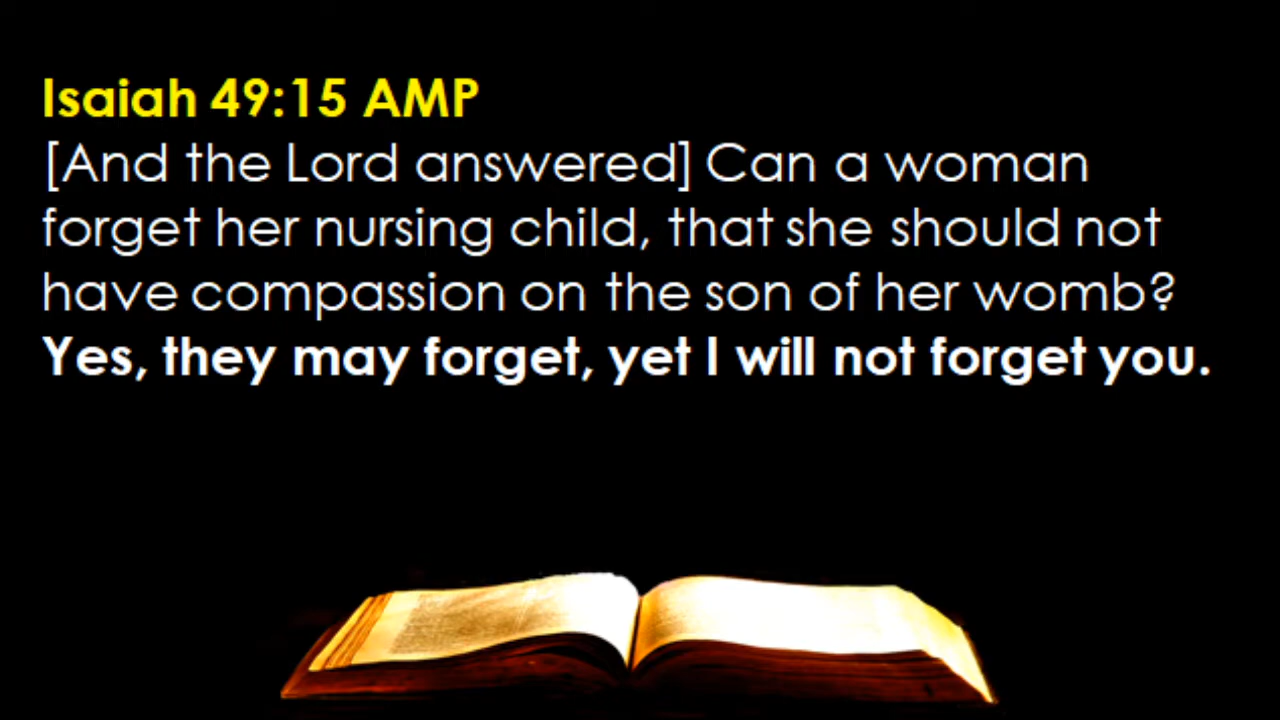 Isaiah 49:15 AMP
[And the Lord answered] Can a woman
forget her nursing child, that she should not
have compassion on the son of her womb?
Yes, they may forget, yet I will not forget you.